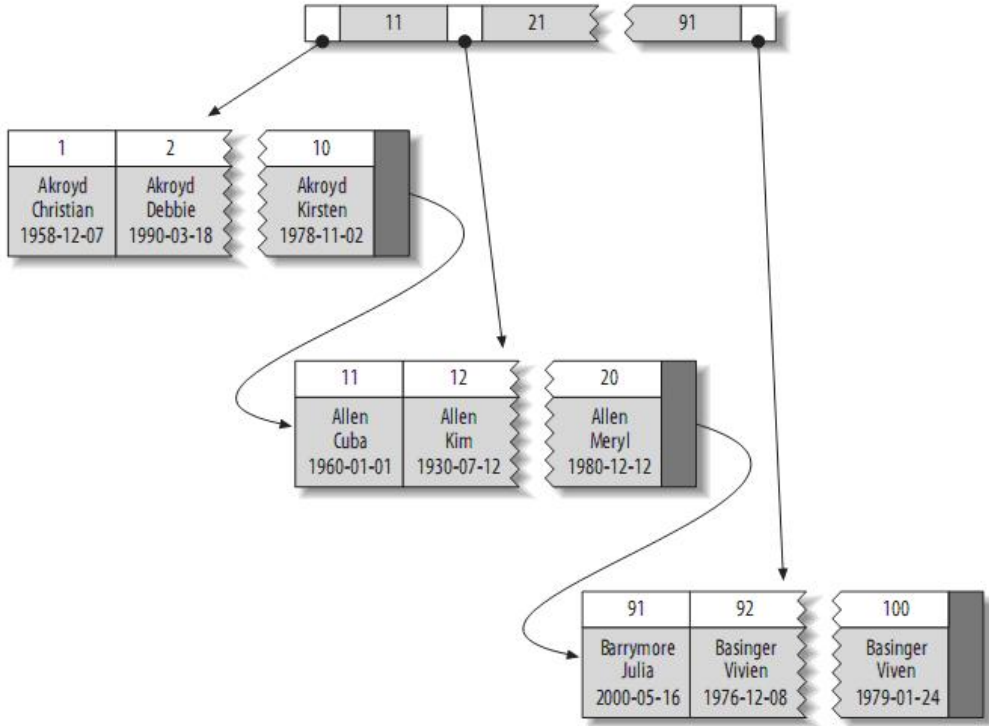 11 21 91
1 2 10
Akroyd Akroyd Akroyd
Christian Debbie Kirsten
1958-12-07 1990-03-18 1978-11-02
11 12 20
Allen Allen Allen
Cuba Kim Meryl
1960-01-01 1930-07-12 1980-12-12
91 92 100
Barrymore Basinger Basinger
Julia Vivien Viven
2000-05-16 1976-12-08 1979-01-24